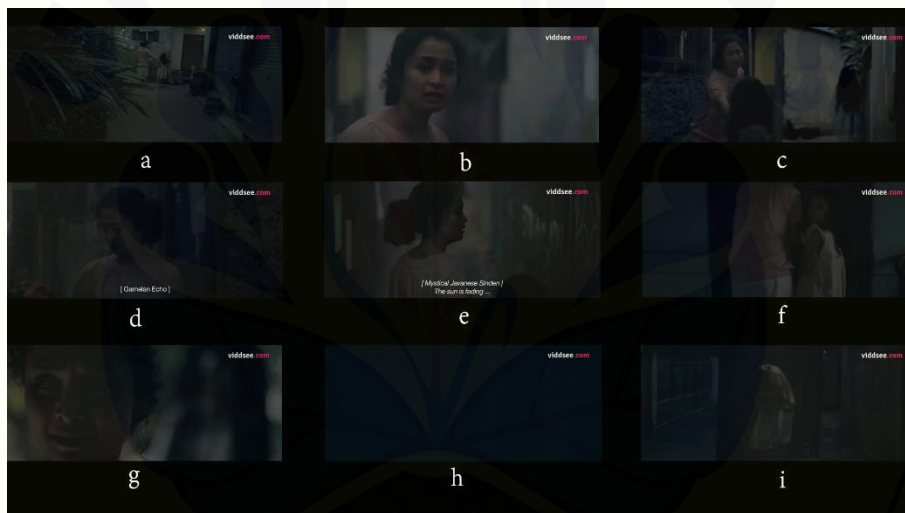 viddsee.com
viddsee.com
viddsee.com
a
b
c
viddsee.com
viddsee.com
viddsee.com
[ Gamelan Echo ]
[ Mystical Javanese Sinden ]
The sun is fading ...
d
e
f
viddsee.com
viddsee.com
viddsee.com
g
h
i